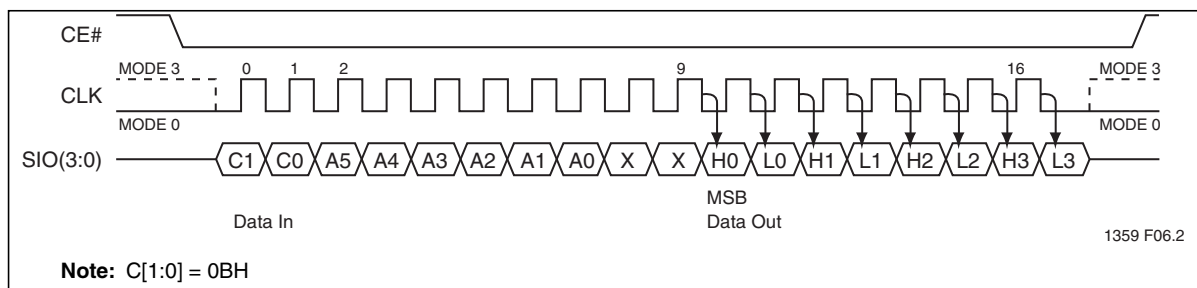 CE#
MODE 3 0 1 2 9 16 MODE 3
CLK
MODE 0 MODE 0
SIO(3:0) C1 C0 A5 A4 A3 A2 A1 A0 X X H0 L0 H1 L1 H2 L2 H3 L3
MSB
Data In Data Out
1359 F06.2
Note: C[1:0] = 0BH